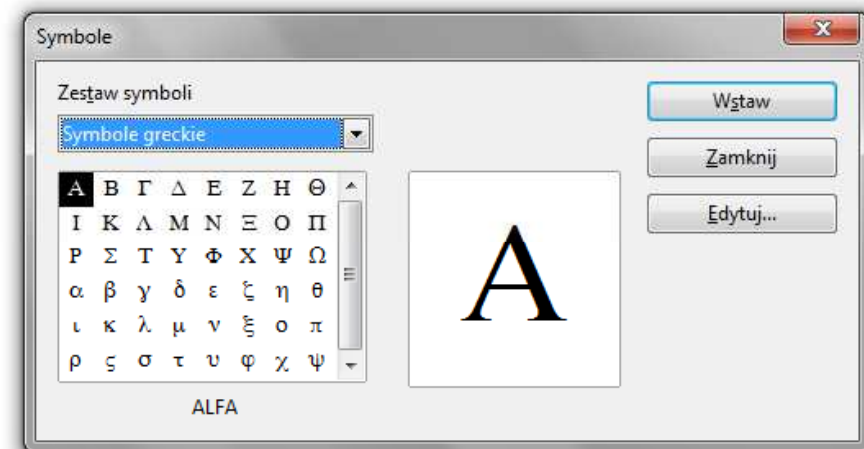 Symbole
Zestaw symboli
Symbole greckie
Α Β Γ Δ Ε Ζ Η Θ
Ι Κ Λ Μ Ν Ξ Ο Π
Ρ Σ Τ Υ Φ Χ Ψ Ω
α β γ δ ε ζ η θ
ι κ λ μ ν ξ ο π
ρ ς σ τ υ φ χ ψ
ALFA
Α
Wstaw
Zamknij
Edytuj...